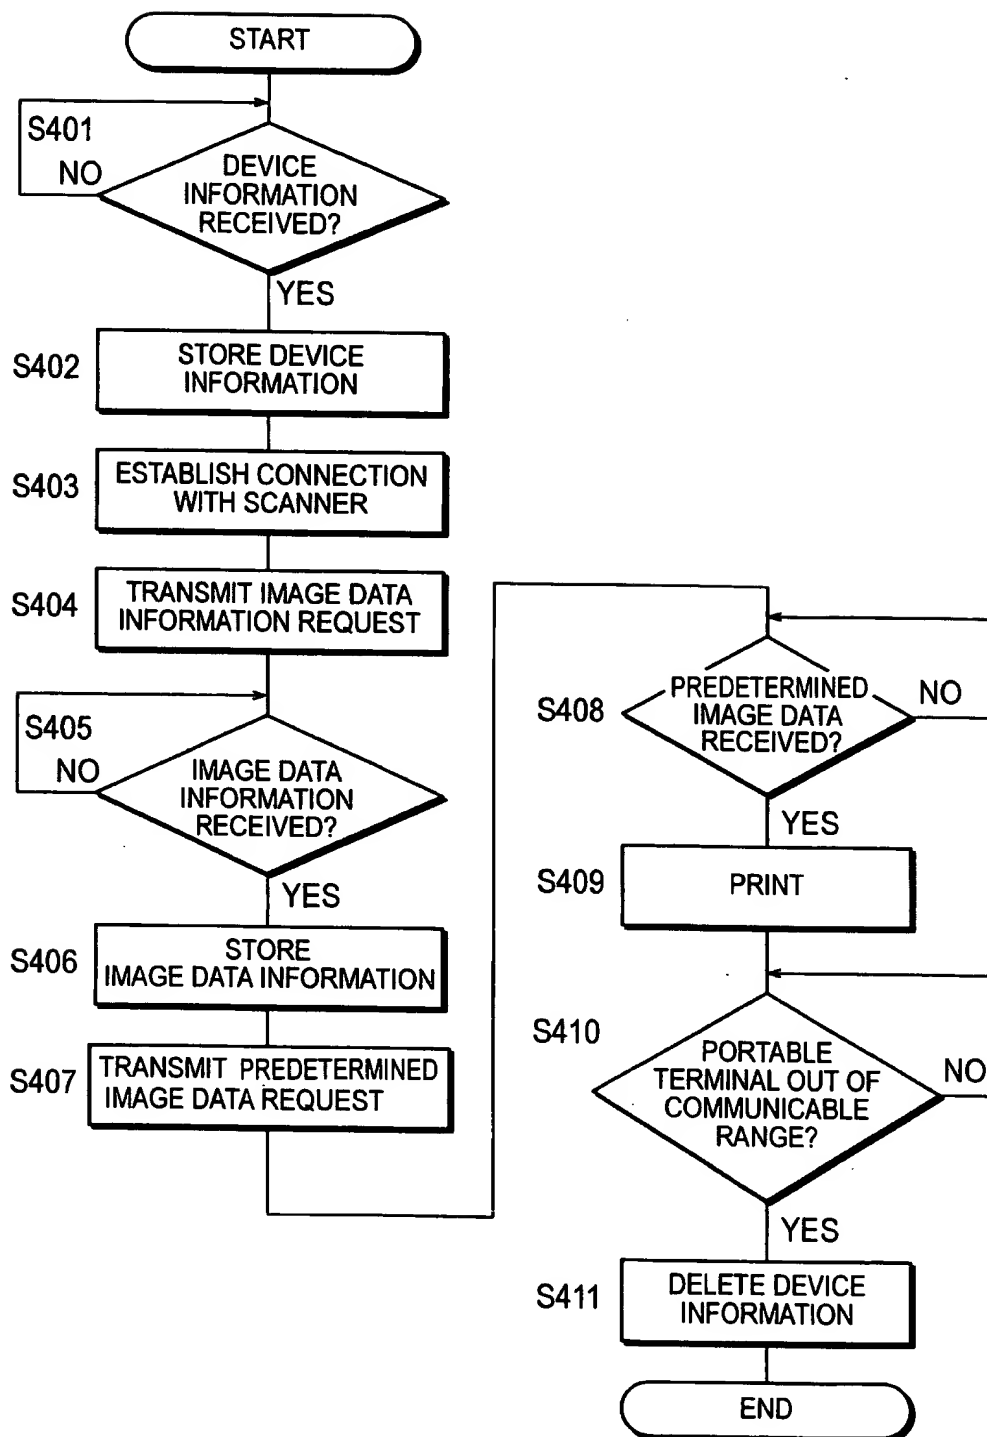 START
S401
NO
DEVICE
INFORMATION
RECEIVED?
YES
S402
STORE DEVICE
INFORMATION
S403
ESTABLISH CONNECTION
WITH SCANNER
S404
TRANSMIT IMAGE DATA
INFORMATION REQUEST
S405
NO
IMAGE DATA
INFORMATION
RECEIVED?
YES
S406
STORE
IMAGE DATA INFORMATION
S407
TRANSMIT PREDETERMINED
IMAGE DATA REQUEST
S408
PREDETERMINED
IMAGE DATA
RECEIVED?
NO
YES
S409
PRINT
S410
PORTABLE
TERMINAL OUT OF
COMMUNICABLE
RANGE?
NO
YES
S411
DELETE DEVICE
INFORMATION
END